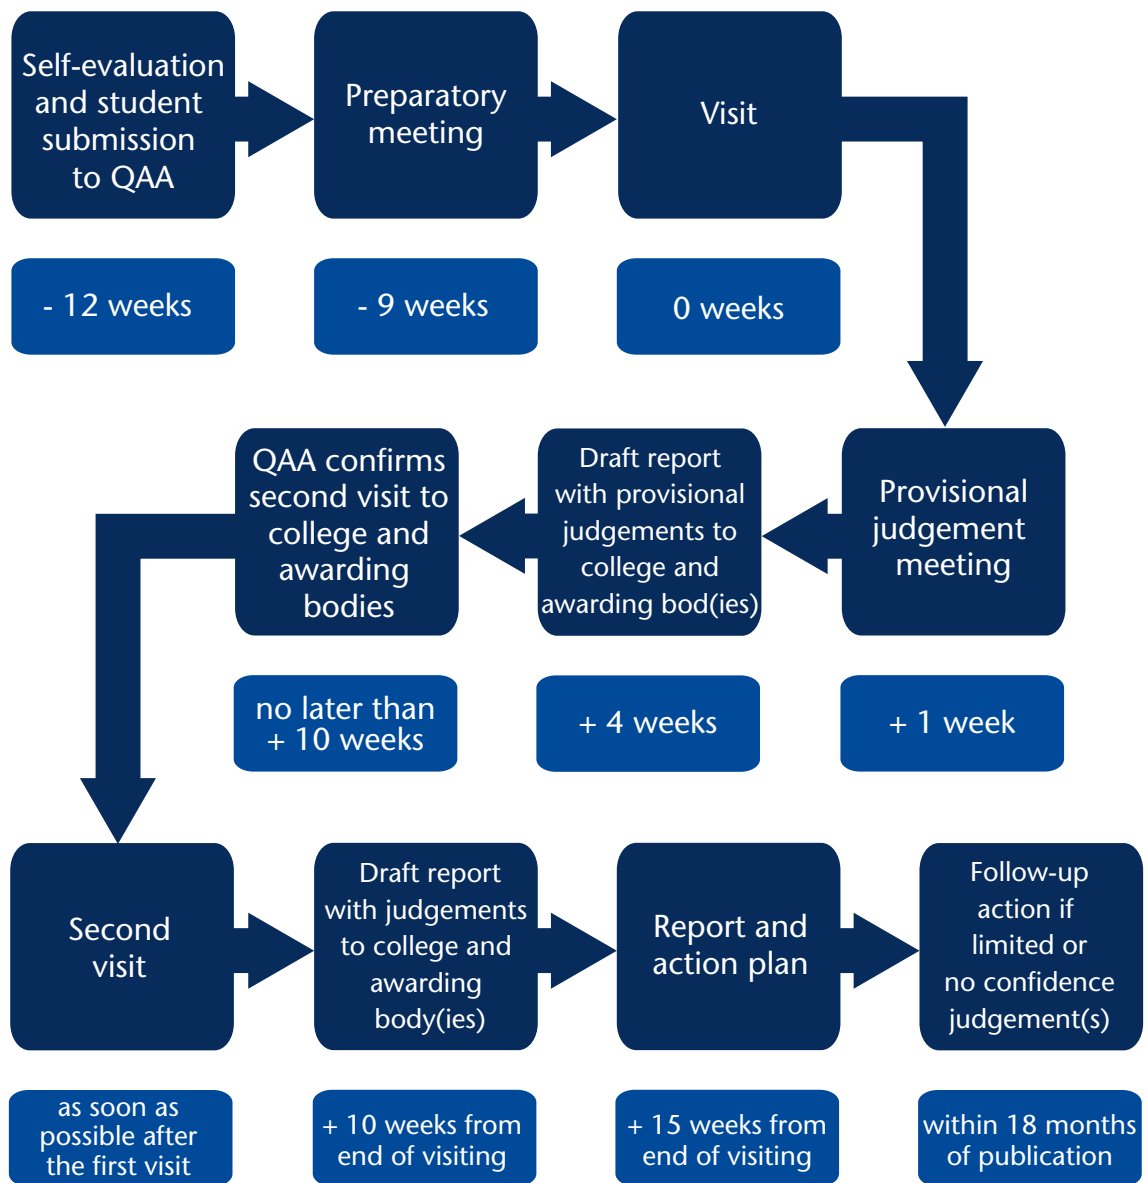 Self-evaluation
and student
submission
to QAA
Preparatory
meeting
Visit
- 12 weeks
- 9 weeks
0 weeks
QAA confirms
second visit to
college and
awarding
bodies
Draft report
with provisional
judgements to
college and
awarding bod(ies)
Provisional
judgement
meeting
no later than
+ 10 weeks
+ 4 weeks
+ 1 week
Second
visit
Draft report
with judgements
to college and
awarding
body(ies)
Report and
action plan
Follow-up
action if
limited or
no confidence
judgement(s)
as soon as
possible after
the first visit
+ 10 weeks from
end of visiting
+ 15 weeks from
end of visiting
within 18 months
of publication